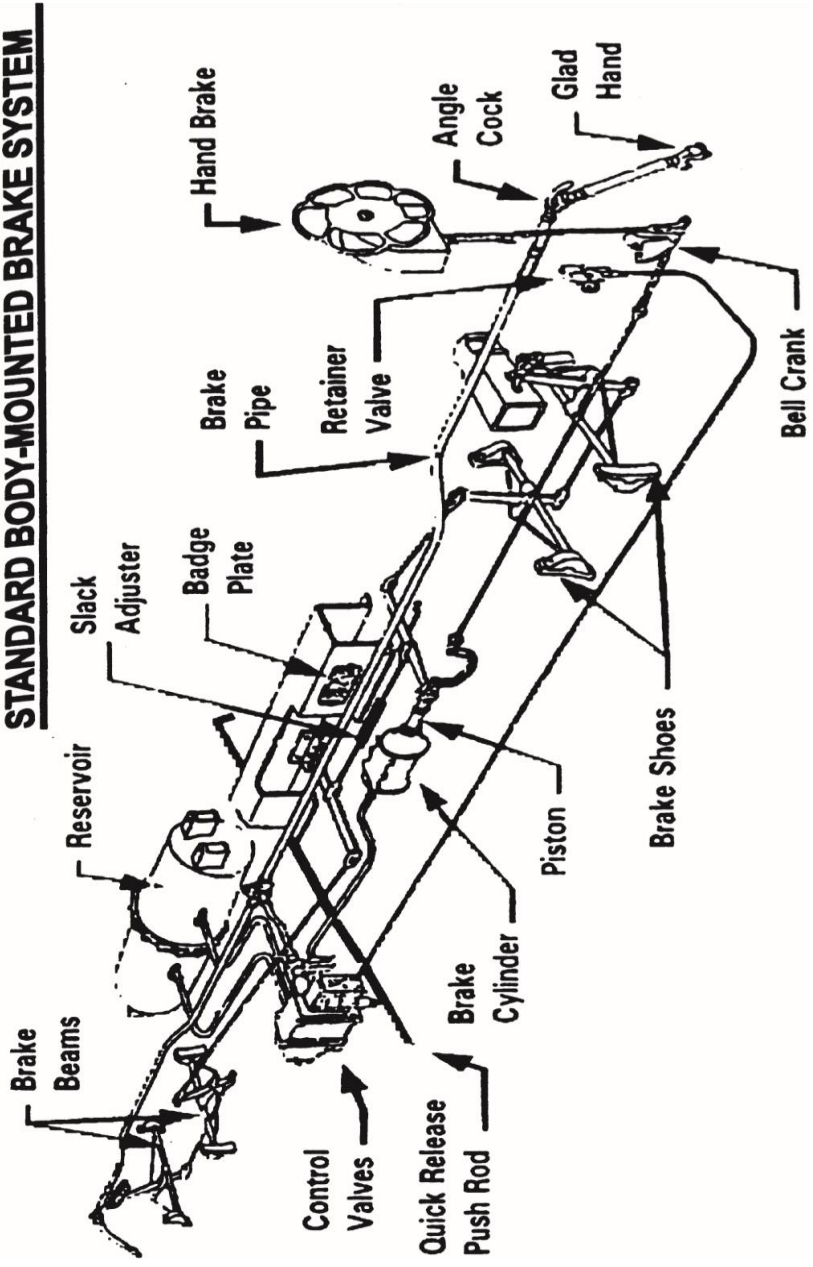 STANDARD BODY-MOUNTED BRAKE SYSTEM
Brake
Beams
Reservoir
Slack
Adjuster
Badge
Plate
Brake
Pipe
Hand Brake
Retainer
Valve
Angle
Cock
Glad
Hand
Control
Valves
Quick Release
Push Rod
Brake
Cylinder
Piston
Brake Shoes
Bell Crank